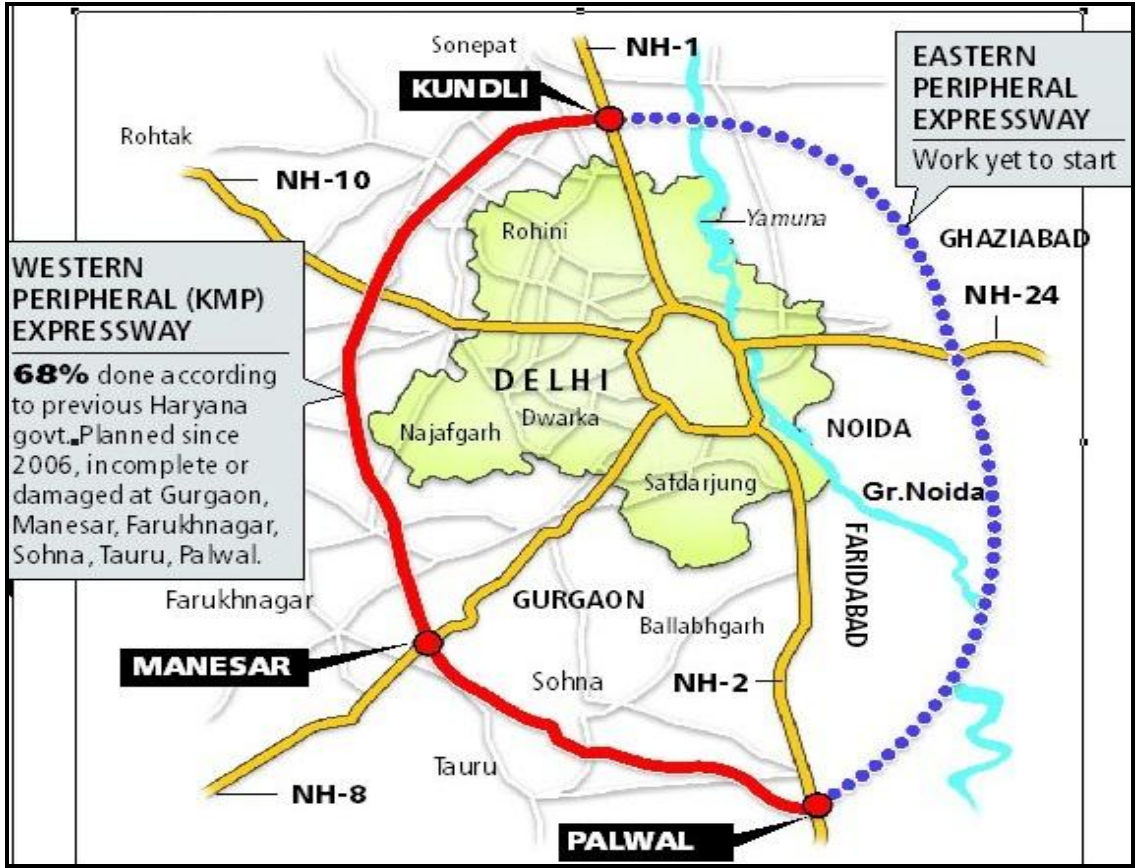 Sonepat
NH-1
KUNDLI
EASTERN
PERIPHERAL
EXPRESSWAY
Work yet to start
Rohtak
NH-10
Yamuna
Rohini
GHAZIABAD
WESTERN
PERIPHERAL (KMP)
EXPRESSWAY
68% done according
to previous Haryana
govt. Planned since
2006, incomplete or
damaged at Gurgaon,
Manesar, Farukhnagar,
Sohna, Tauru, Palwal.
NH-24
DELHI
Dwarka
Najafgarh
NOIDA
Safdarjung
Gr.Noida
FARIDABAD
Farukhnagar
GURGAON
Ballabhgarh
MANESAR
Sohna
NH-2
Tauru
NH-8
PALWAL